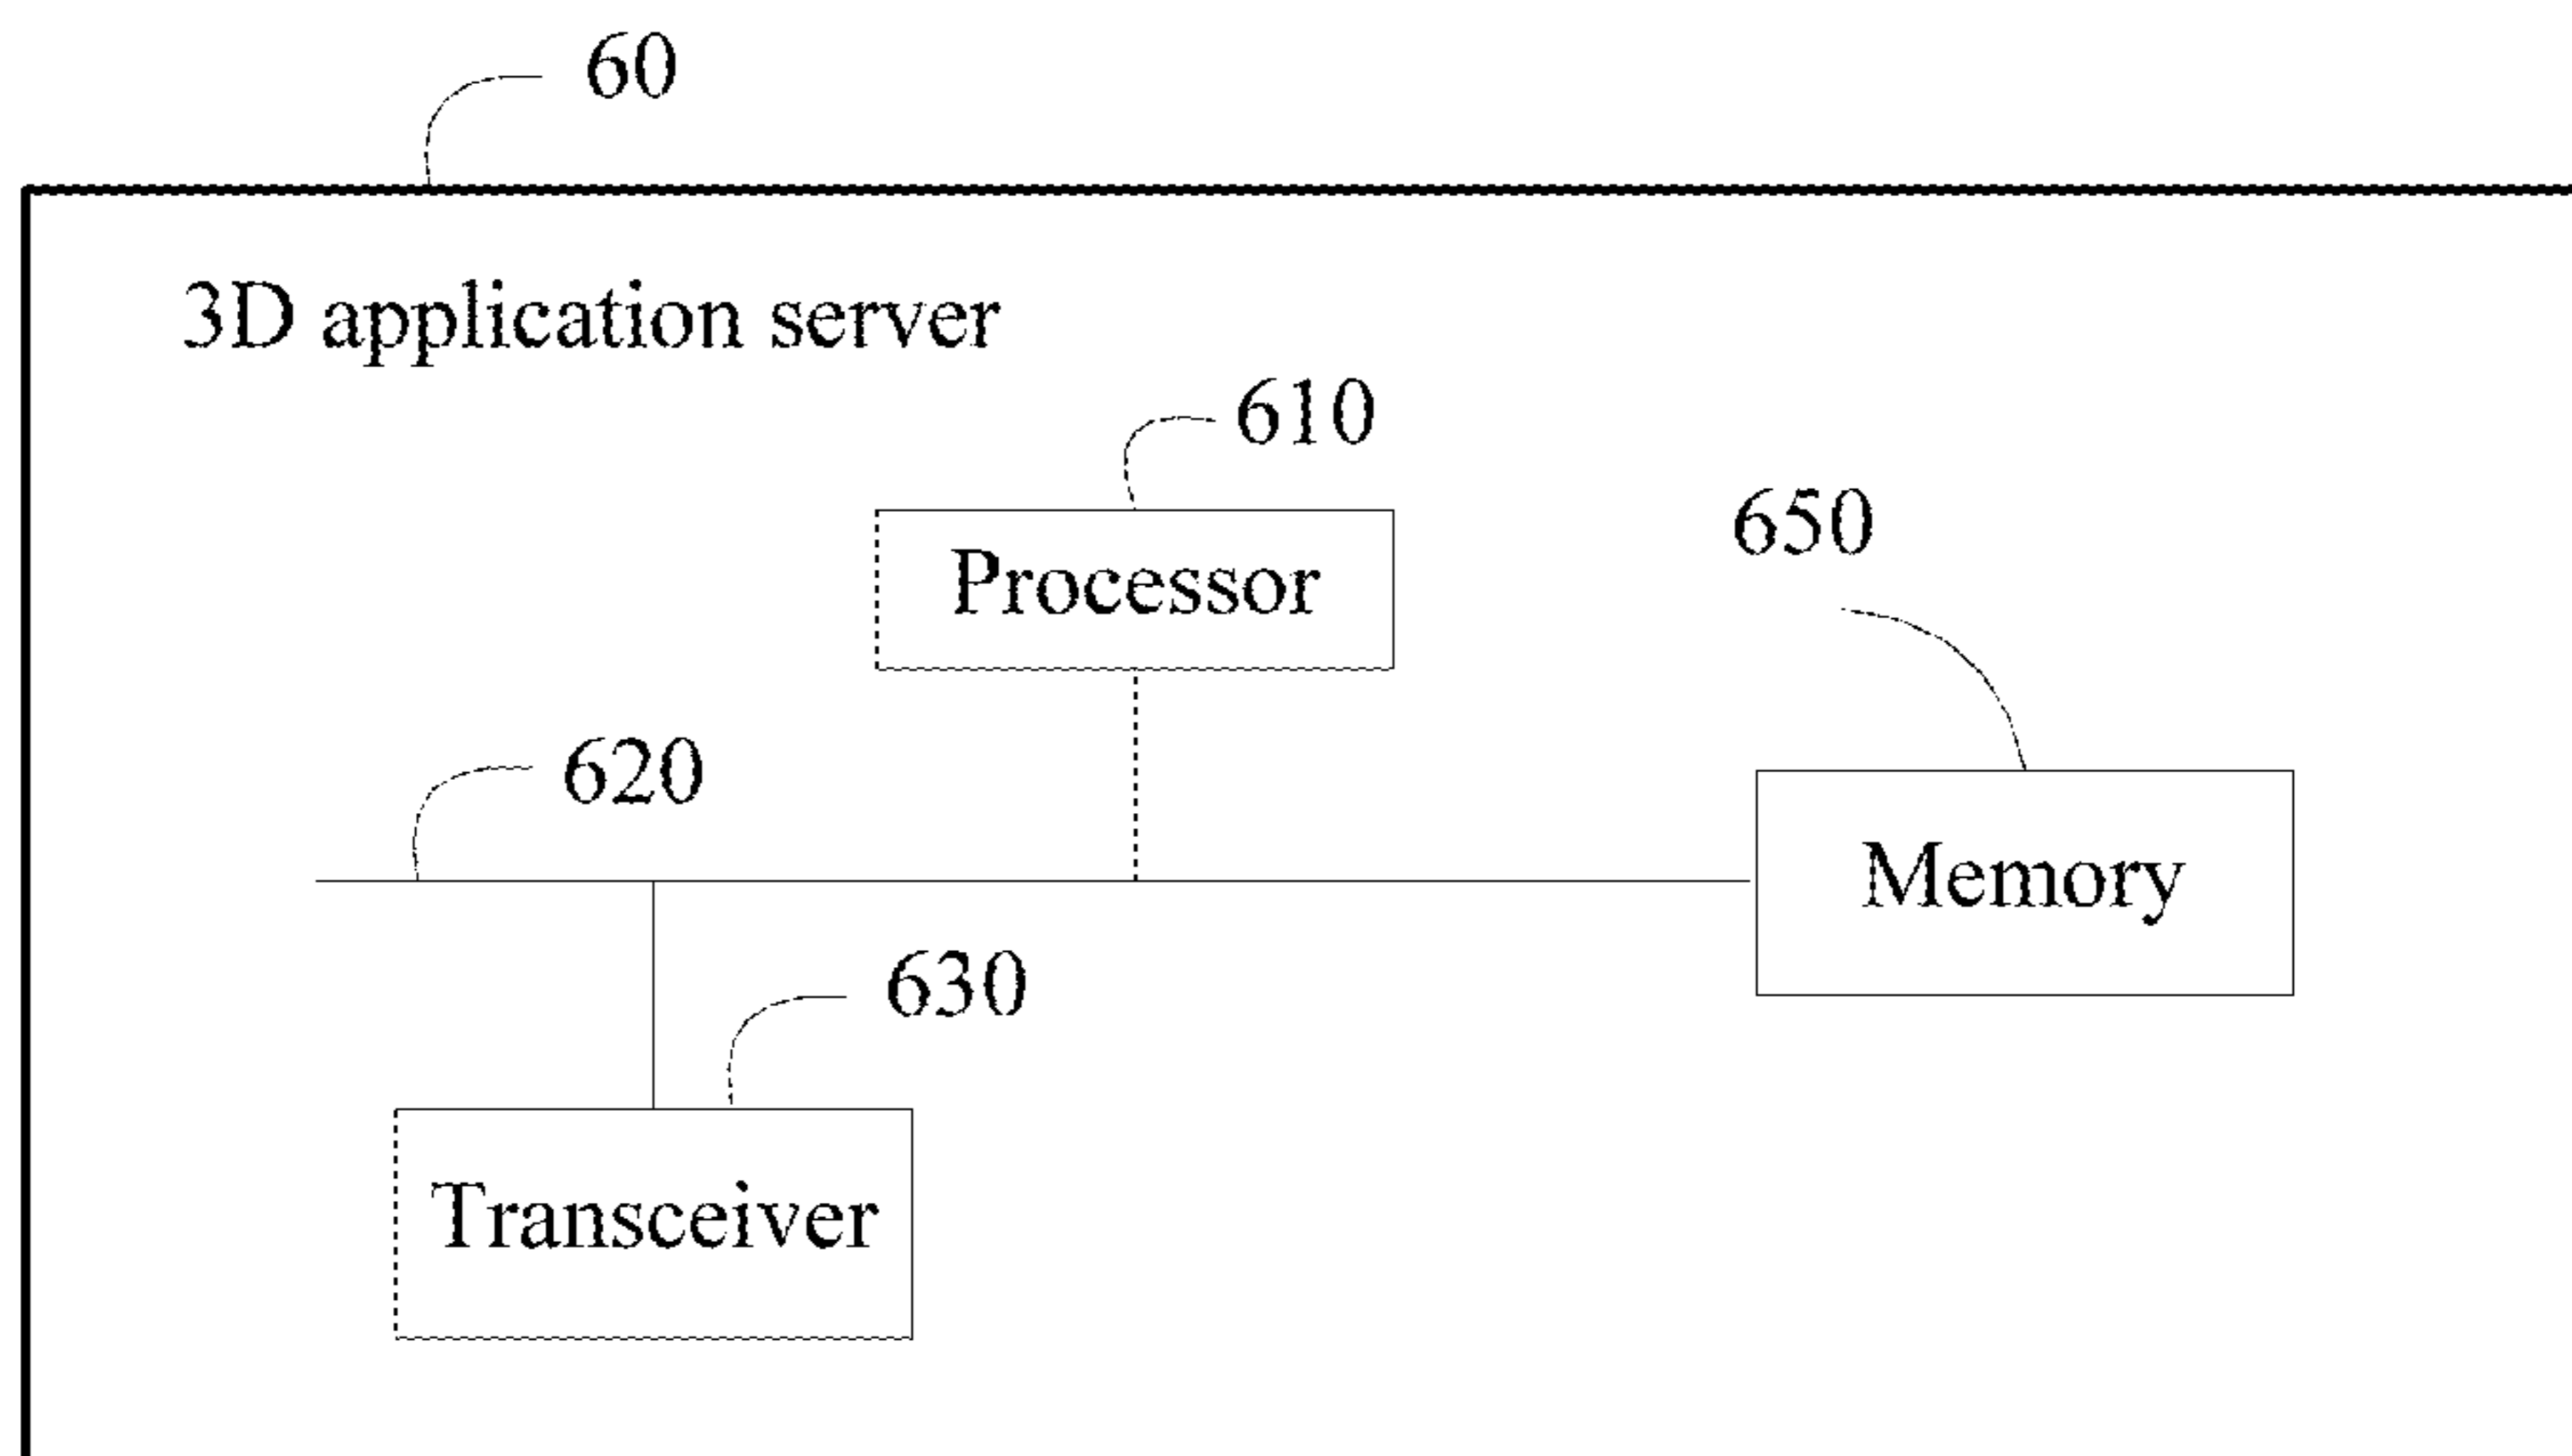 60
3D application server
610
650
Processor
620
Memory
630
Transceiver